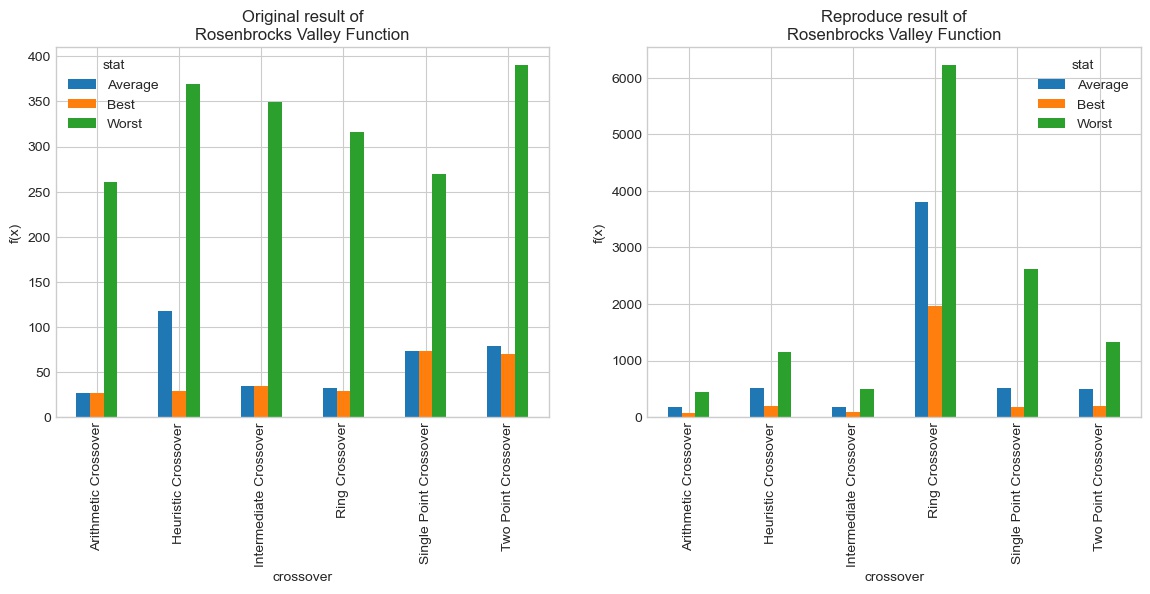 Original result of
Rosenbrocks Valley Function
400
350
300
250
200
150
100
50
0
f(x)
stat
Average
Best
Worst
Arithmetic Crossover
Heuristic Crossover
Intermediate Crossover
Ring Crossover
Single Point Crossover
Two Point Crossover
crossover
Reproduce result of
Rosenbrocks Valley Function
6000
5000
4000
3000
2000
1000
0
f(x)
stat
Average
Best
Worst
Arithmetic Crossover
Heuristic Crossover
Intermediate Crossover
Ring Crossover
Single Point Crossover
Two Point Crossover
crossover